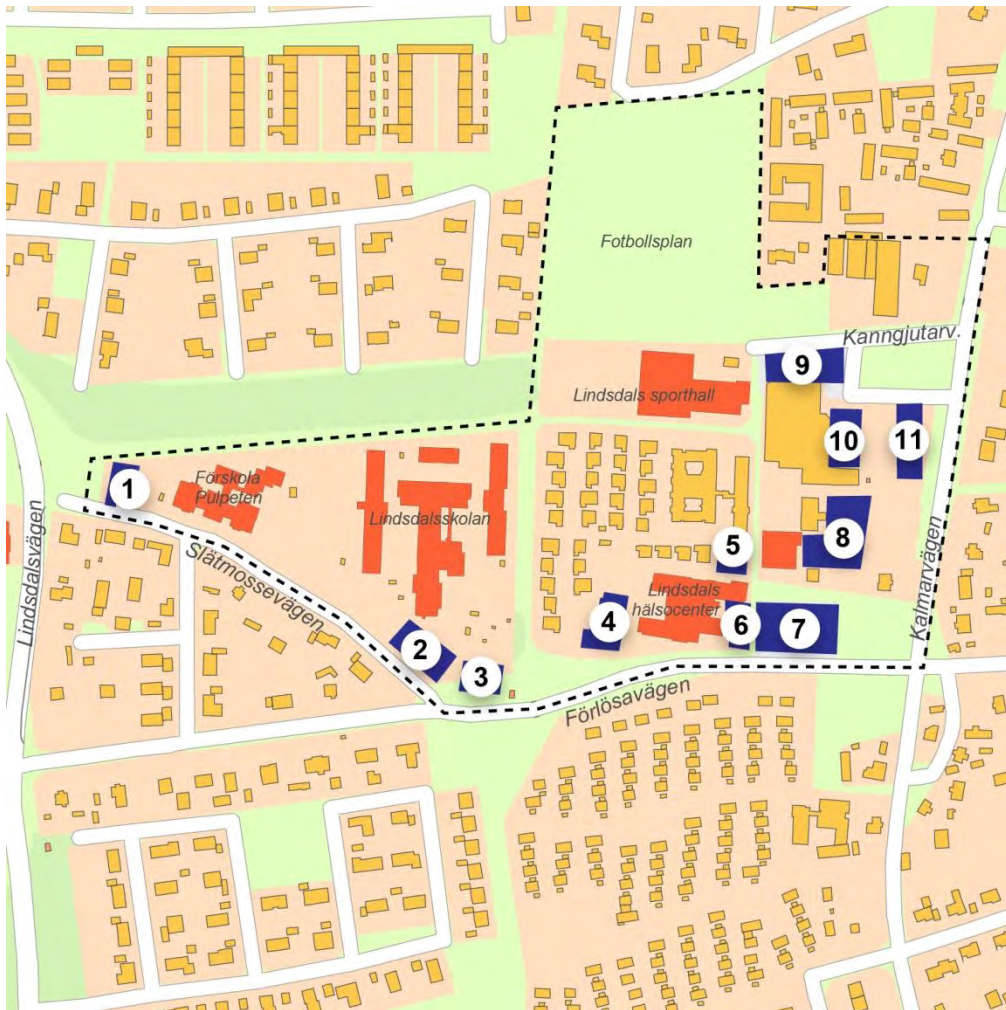 Fotbollsplan
Kanngjutarv.
9
Lindsdals sporthall
10
11
1
Förskola
Pulpeten
Lindsdalsskolan
8
5
Lindsdalsvägen
Slätmossevägen
Kalmarvägen
Lindsdals
hälsocenter
4
6
7
2
3
Förlösavägen